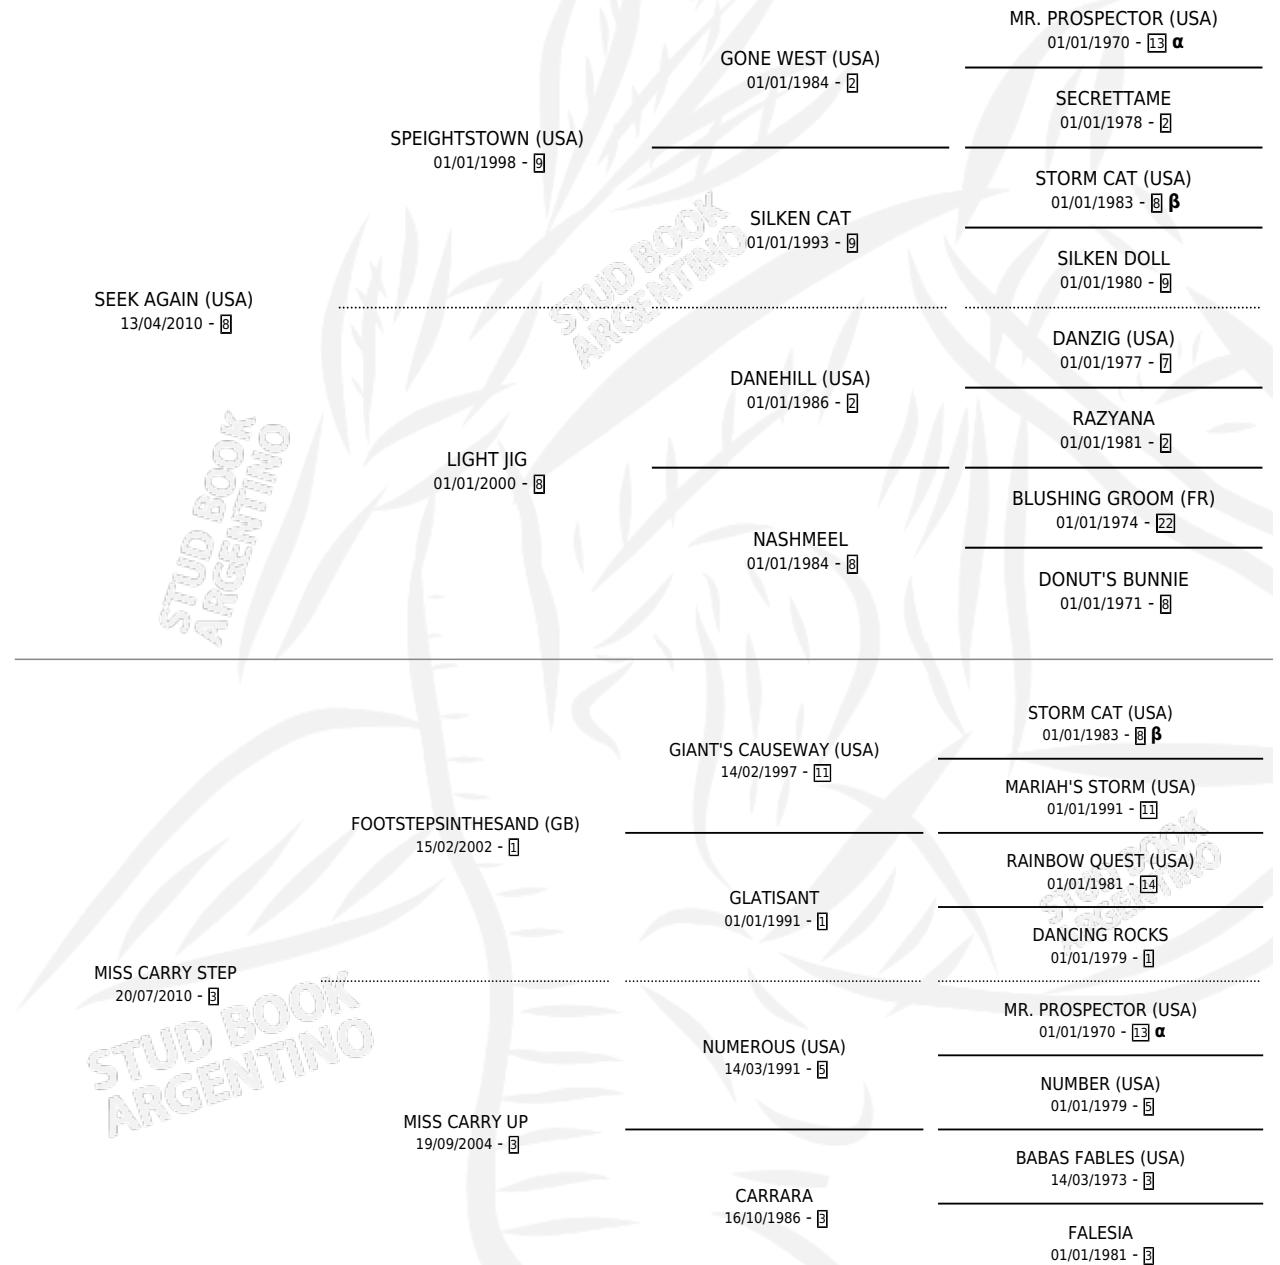 MR. PROSPECTOR (USA)
01/01/1970 - 13 α
GONE WEST (USA)
01/01/1984 - 2
SECRETTAME
01/01/1978 - 2
SPEIGHTSTOWN (USA)
01/01/1998 - 9
STORM CAT (USA)
01/01/1983 - 8 β
SILKEN CAT
01/01/1993 - 9
SILKEN DOLL
01/01/1980 - 9
SEEK AGAIN (USA)
13/04/2010 - 8
DANZIG (USA)
01/01/1977 - 7
DANEHILL (USA)
01/01/1986 - 2
RAZYANA
01/01/1981 - 2
LIGHT JIG
01/01/2000 - 8
BLUSHING GROOM (FR)
01/01/1974 - 22
NASHMEEL
01/01/1984 - 8
DONUT'S BUNNIE
01/01/1971 - 8
STORM CAT (USA)
01/01/1983 - 8 β
GIANT'S CAUSEWAY (USA)
14/02/1997 - 11
MARIAH'S STORM (USA)
01/01/1991 - 11
FOOTSTEPSINTHESAND (GB)
15/02/2002 - 1
RAINBOW QUEST (USA)
01/01/1981 - 14
GLATISANT
01/01/1991 - 1
DANCING ROCKS
01/01/1979 - 1
MISS CARRY STEP
20/07/2010 - 3
MR. PROSPECTOR (USA)
01/01/1970 - 13 α
NUMEROUS (USA)
14/03/1991 - 5
NUMBER (USA)
01/01/1979 - 5
MISS CARRY UP
19/09/2004 - 3
BABAS FABLES (USA)
14/03/1973 - 3
CARRARA
16/10/1986 - 3
FALESIA
01/01/1981 - 3
STUD BOOK
ARGENTINO
STUD BOOK
ARGENTINO
STUD BOOK
ARGENTINO
STUD BOOK
ARGENTINO